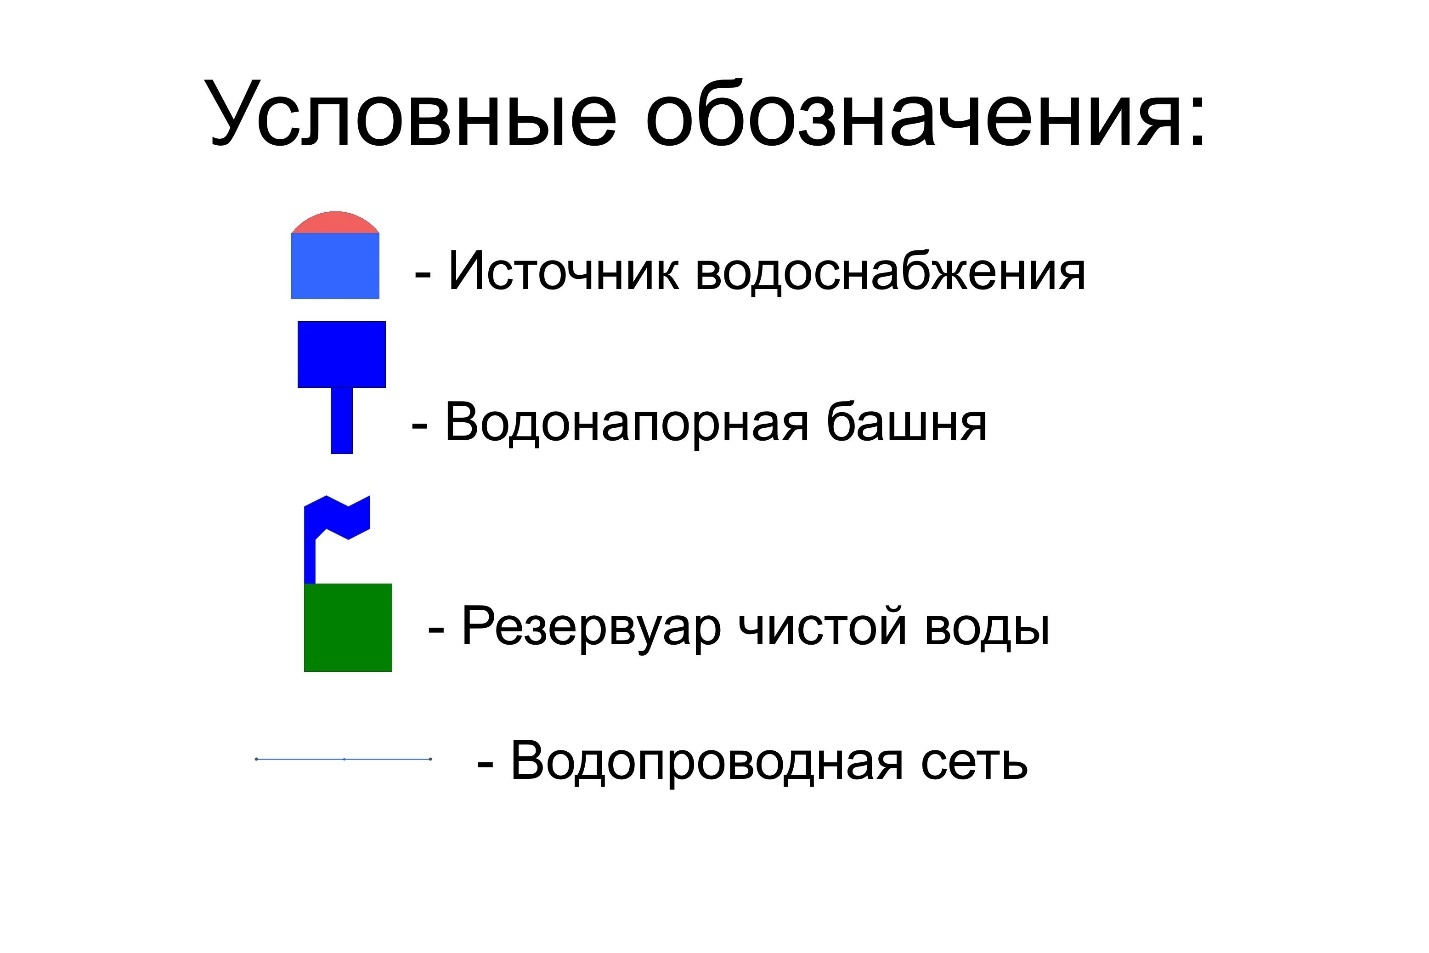 Условные обозначения:
- Источник водоснабжения
- Водонапорная башня
- Резервуар чистой воды
- Водопроводная сеть